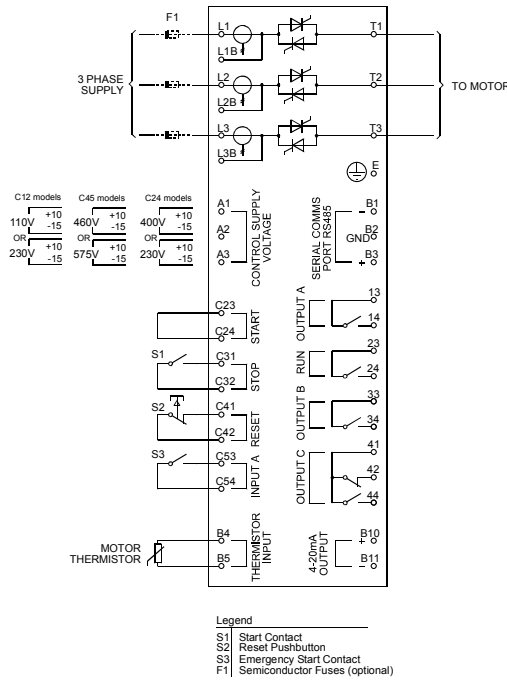 F1
3 PHASE
SUPPLY
L1
L1B
T1
L2
L2B
T2
TO MOTOR
L3
L3B
T3
E
C12 models
110V +10 -15
OR
230V +10 -15
C45 models
460V +10 -15
OR
575V +10 -15
C24 models
400V +10 -15
OR
230V +10 -15
A1
A2
A3
CONTROL SUPPLY
VOLTAGE
SERIAL COMMS
PORT RS485
- B1
GND B2
+ B3
C23
C24
START
S1
C31
C32
STOP
S2
C41
C42
RESET
S3
C53
C54
INPUT A
OUTPUT A
13
14
RUN
23
24
OUTPUT B
33
34
OUTPUT C
41
42
44
MOTOR
THERMISTOR
B4
B5
THERMISTOR
INPUT
4-20mA
OUTPUT
+ B10
- B11
Legend
S1 Start Contact
S2 Reset Pushbutton
S3 Emergency Start Contact
F1 Semiconductor Fuses (optional)